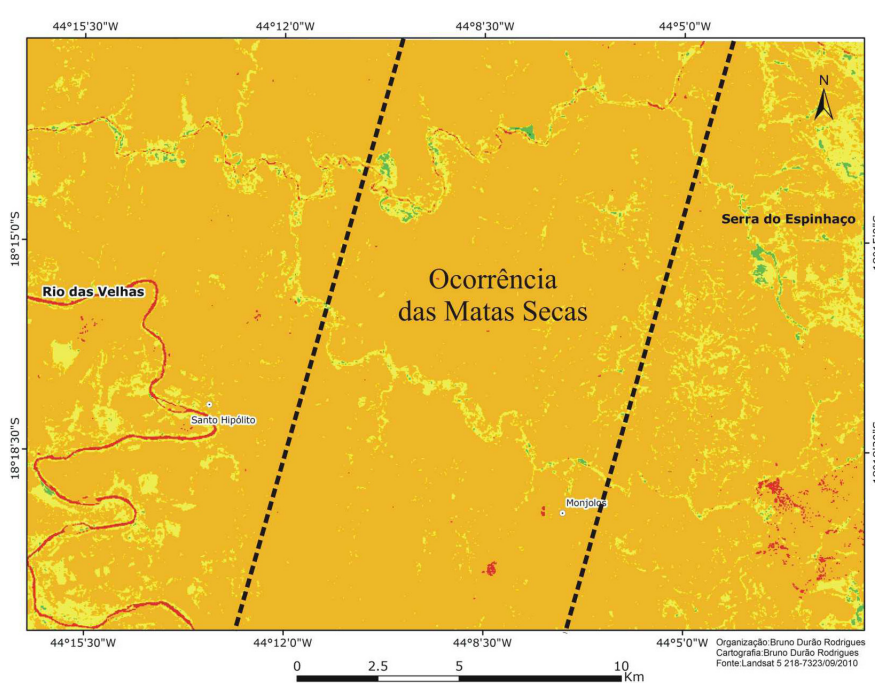 44°15'30"W 44°12'0"W 44°8'30"W 44°5'0"W
N
18°15'0"S
Serra do Espinhaço
Ocorrência
das Matas Secas
Rio das Velhas
Santo Hipólito
18°18'30"S
Monjolos
44°15'30"W 44°12'0"W 44°8'30"W 44°5'0"W
Organização:Bruno Durão Rodrigues
Cartografia:Bruno Durão Rodrigues
Fonte:Landsat 5 218-7323/09/2010
0 2.5 5 10
Km